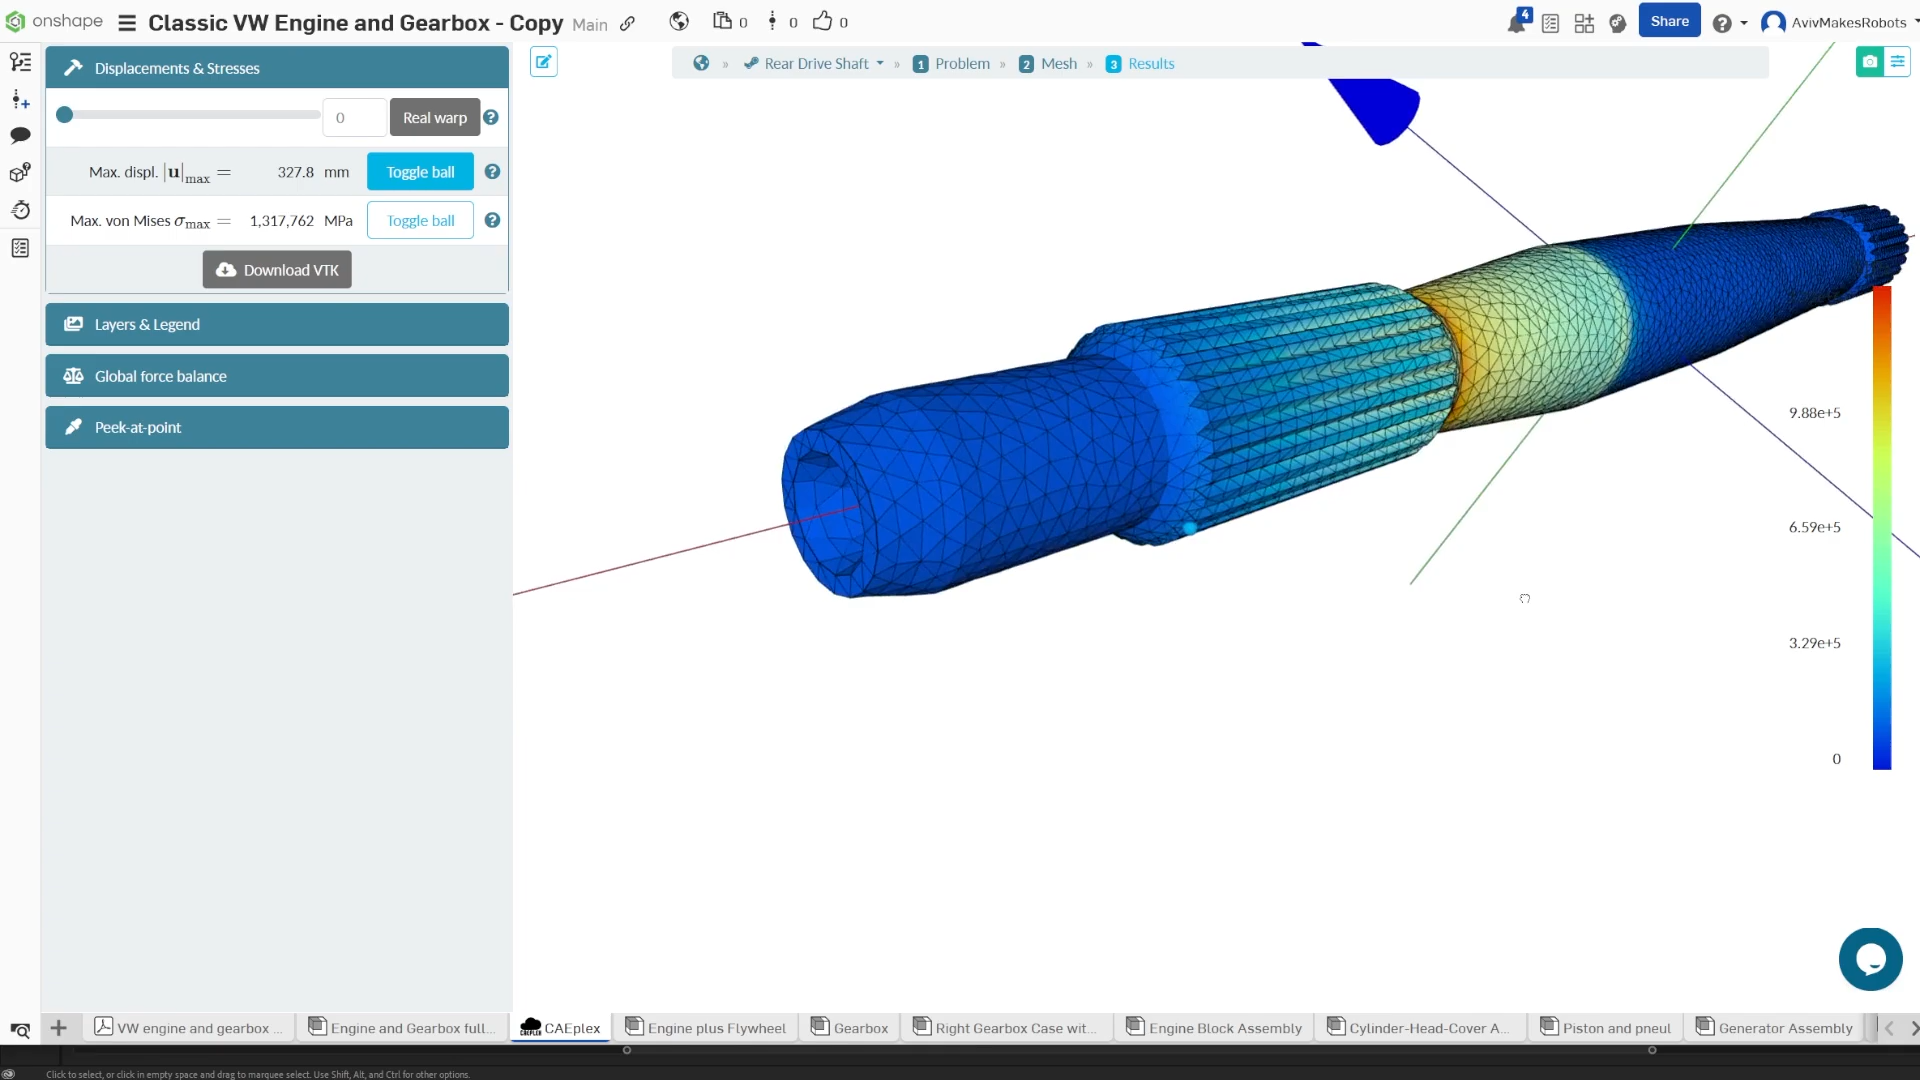 onshape
Classic VW Engine and Gearbox - Copy
Main
0
0
0
4
Share
AvivMakesRobots
Displacements & Stresses
0
Real warp
Max. displ. |u|max = 327.8 mm
Toggle ball
Max. von Mises σmax = 1,317,762 MPa
Toggle ball
Download VTK
Layers & Legend
Global force balance
Peek-at-point
» Rear Drive Shaft » 1 Problem » 2 Mesh » 3 Results
9.88e+5
6.59e+5
3.29e+5
0
VW engine and gearbox ...
Engine and Gearbox full...
CAEplex
Engine plus Flywheel
Gearbox
Right Gearbox Case wit...
Engine Block Assembly
Cylinder-Head-Cover A...
Piston and pneul
Generator Assembly
Click to select, or click in empty space and drag to marquee select. Use Shift, Alt, and Ctrl for other options.